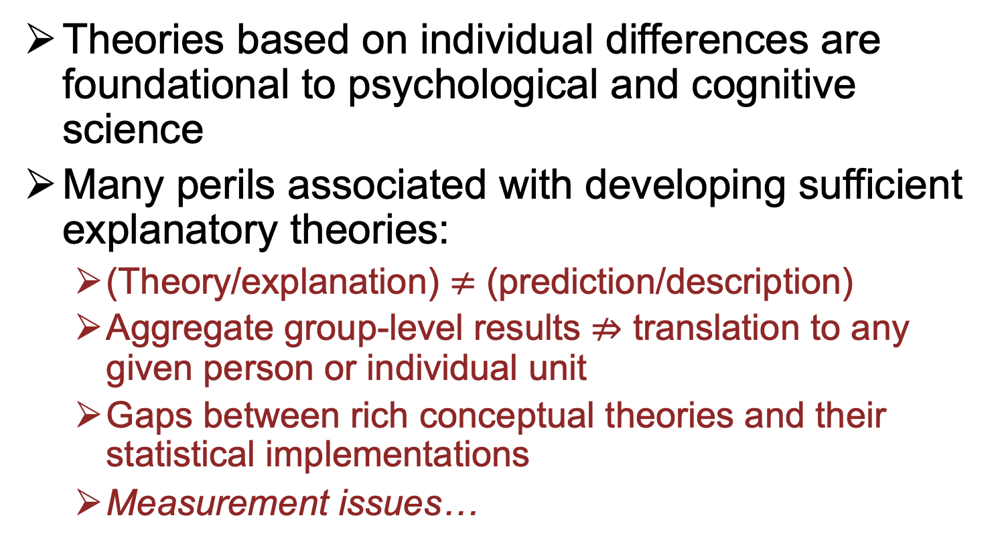 ➢ Theories based on individual differences are
foundational to psychological and cognitive
science
➢ Many perils associated with developing sufficient
explanatory theories:
➢ (Theory/explanation) ≠ (prediction/description)
➢ Aggregate group-level results ⇏ translation to any
given person or individual unit
➢ Gaps between rich conceptual theories and their
statistical implementations
➢ Measurement issues…